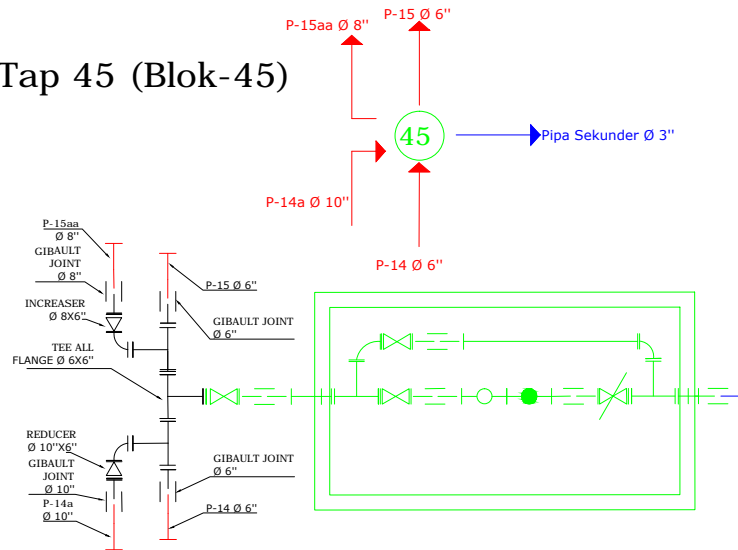 P-15 Ø 6"
P-15aa Ø 8"
Tap 45 (Blok-45)
45
Pipa Sekunder Ø 3"
P-14a Ø 10"
P-14 Ø 6"
P-15aa
Ø 8"
GIBAULT
JOINT
Ø 8"
P-15 Ø 6"
INCREASER
Ø 8X6"
GIBAULT JOINT
Ø 6"
TEE ALL
FLANGE Ø 6X6"
REDUCER
Ø 10"X6"
GIBAULT
JOINT
Ø 10"
GIBAULT JOINT
Ø 6"
P-14a
Ø 10"
P-14 Ø 6"